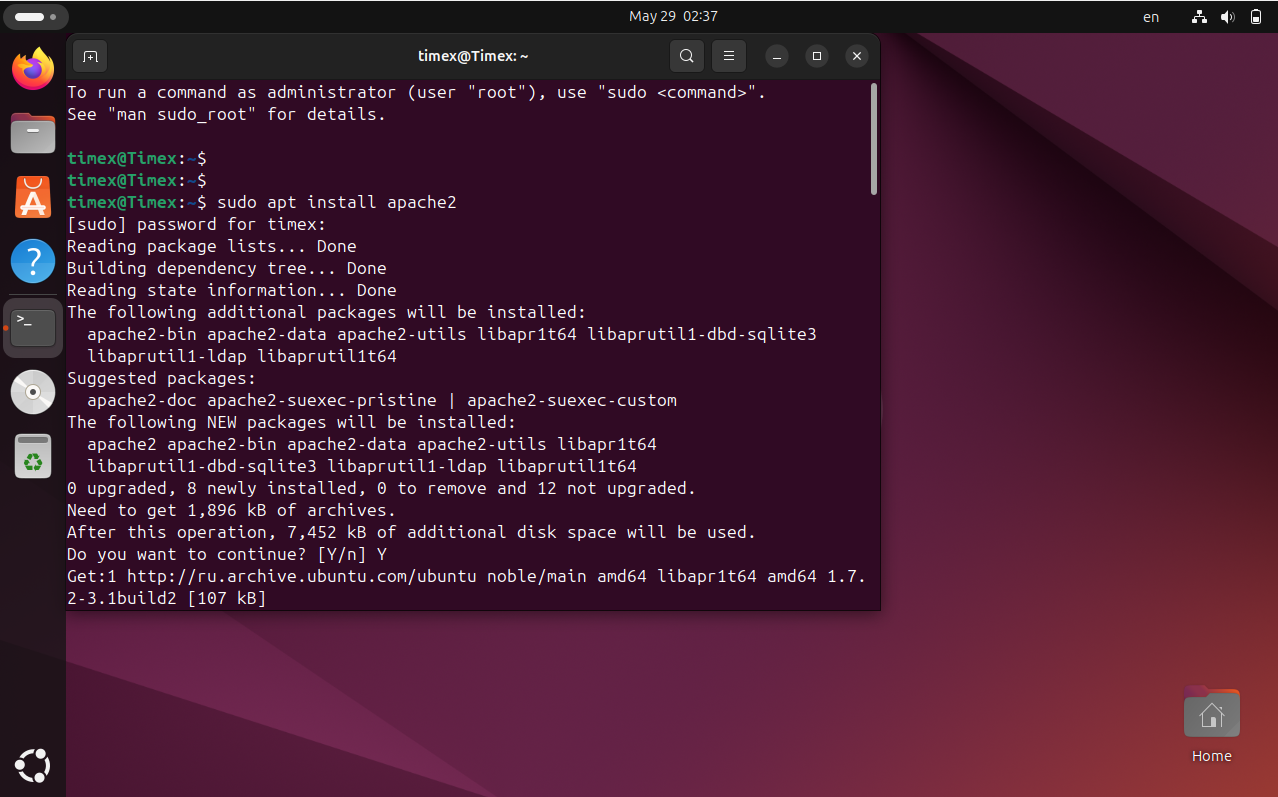 May 29 02:37
en
timex@Timex: ~
To run a command as administrator (user "root"), use "sudo <command>".
See "man sudo_root" for details.
timex@Timex:~$
timex@Timex:~$
timex@Timex:~$ sudo apt install apache2
[sudo] password for timex:
Reading package lists... Done
Building dependency tree... Done
Reading state information... Done
The following additional packages will be installed:
apache2-bin apache2-data apache2-utils libapr1t64 libaprutil1-dbd-sqlite3
libaprutil1-ldap libaprutil1t64
Suggested packages:
apache2-doc apache2-suexec-pristine | apache2-suexec-custom
The following NEW packages will be installed:
apache2 apache2-bin apache2-data apache2-utils libapr1t64
libaprutil1-dbd-sqlite3 libaprutil1-ldap libaprutil1t64
0 upgraded, 8 newly installed, 0 to remove and 12 not upgraded.
Need to get 1,896 kB of archives.
After this operation, 7,452 kB of additional disk space will be used.
Do you want to continue? [Y/n] Y
Get:1 http://ru.archive.ubuntu.com/ubuntu noble/main amd64 libapr1t64 amd64 1.7.
2-3.1build2 [107 kB]
Home